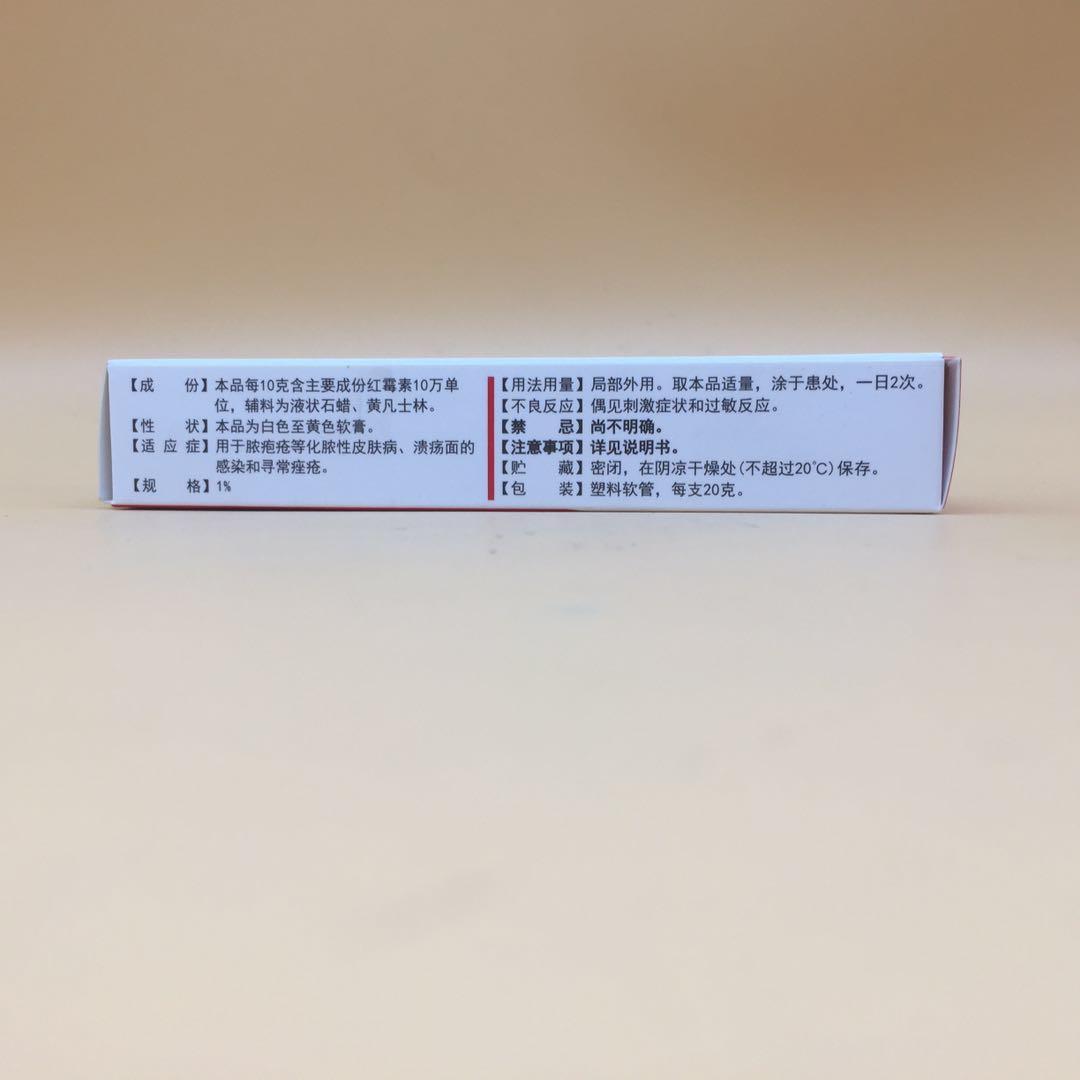 【成 份】本品每10克含主要成份红霉素10万单
位，辅料为液状石蜡、黄凡士林。
【性 状】本品为白色至黄色软膏。
【适 应 症】用于脓疱疮等化脓性皮肤病、溃疡面的
感染和寻常痤疮。
【规 格】1%
【用法用量】局部外用。取本品适量，涂于患处，一日2次。
【不良反应】偶见刺激症状和过敏反应。
【禁 忌】尚不明确。
【注意事项】详见说明书。
【贮 藏】密闭，在阴凉干燥处(不超过20℃)保存。
【包 装】塑料软管，每支20克。